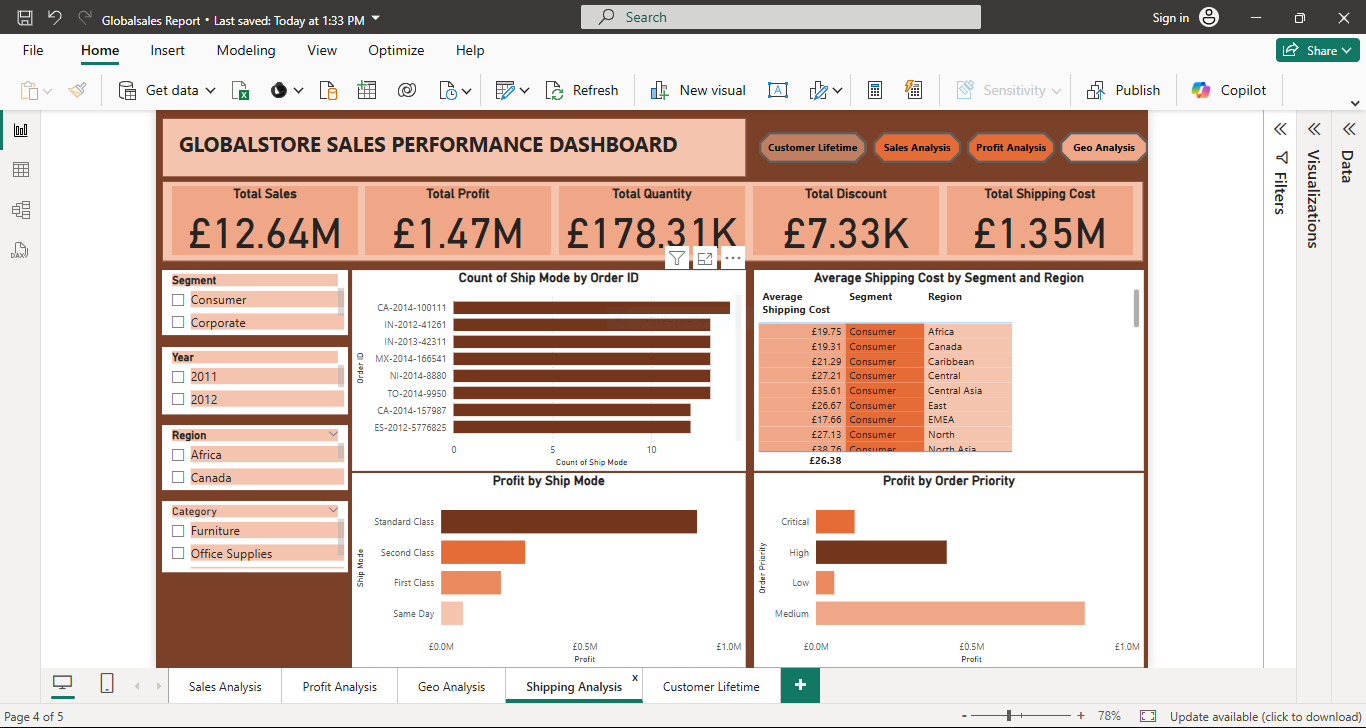 Globalsales Report • Last saved: Today at 1:33 PM
Search
Sign in
File
Home
Insert
Modeling
View
Optimize
Help
Share
Get data
Refresh
New visual
Sensitivity
Publish
Copilot
GLOBALSTORE SALES PERFORMANCE DASHBOARD
Customer Lifetime
Sales Analysis
Profit Analysis
Geo Analysis
Total Sales
£12.64M
Total Profit
£1.47M
Total Quantity
£178.31K
Total Discount
£7.33K
Total Shipping Cost
£1.35M
Segment
Consumer
Corporate
Year
2011
2012
Region
Africa
Canada
Category
Furniture
Office Supplies
Count of Ship Mode by Order ID
Order ID
CA-2014-100111
IN-2012-41261
IN-2013-42311
MX-2014-166541
NI-2014-8880
TO-2014-9950
CA-2014-157987
ES-2012-5776825
0 5 10
Count of Ship Mode
Average Shipping Cost by Segment and Region
Average Shipping Cost Segment Region
£19.75 Consumer Africa
£19.31 Consumer Canada
£21.29 Consumer Caribbean
£27.21 Consumer Central
£35.61 Consumer Central Asia
£26.67 Consumer East
£17.66 Consumer EMEA
£27.13 Consumer North
£38.76 Consumer North Asia
£26.38
Profit by Ship Mode
Ship Mode
Standard Class
Second Class
First Class
Same Day
£0.0M £0.5M £1.0M
Profit
Profit by Order Priority
Order Priority
Critical
High
Low
Medium
£0.0M £0.5M £1.0M
Profit
Filters
Visualizations
Data
DAX
Sales Analysis
Profit Analysis
Geo Analysis
Shipping Analysis
x
Customer Lifetime
+
Page 4 of 5
- + 78%
Update available (click to download)